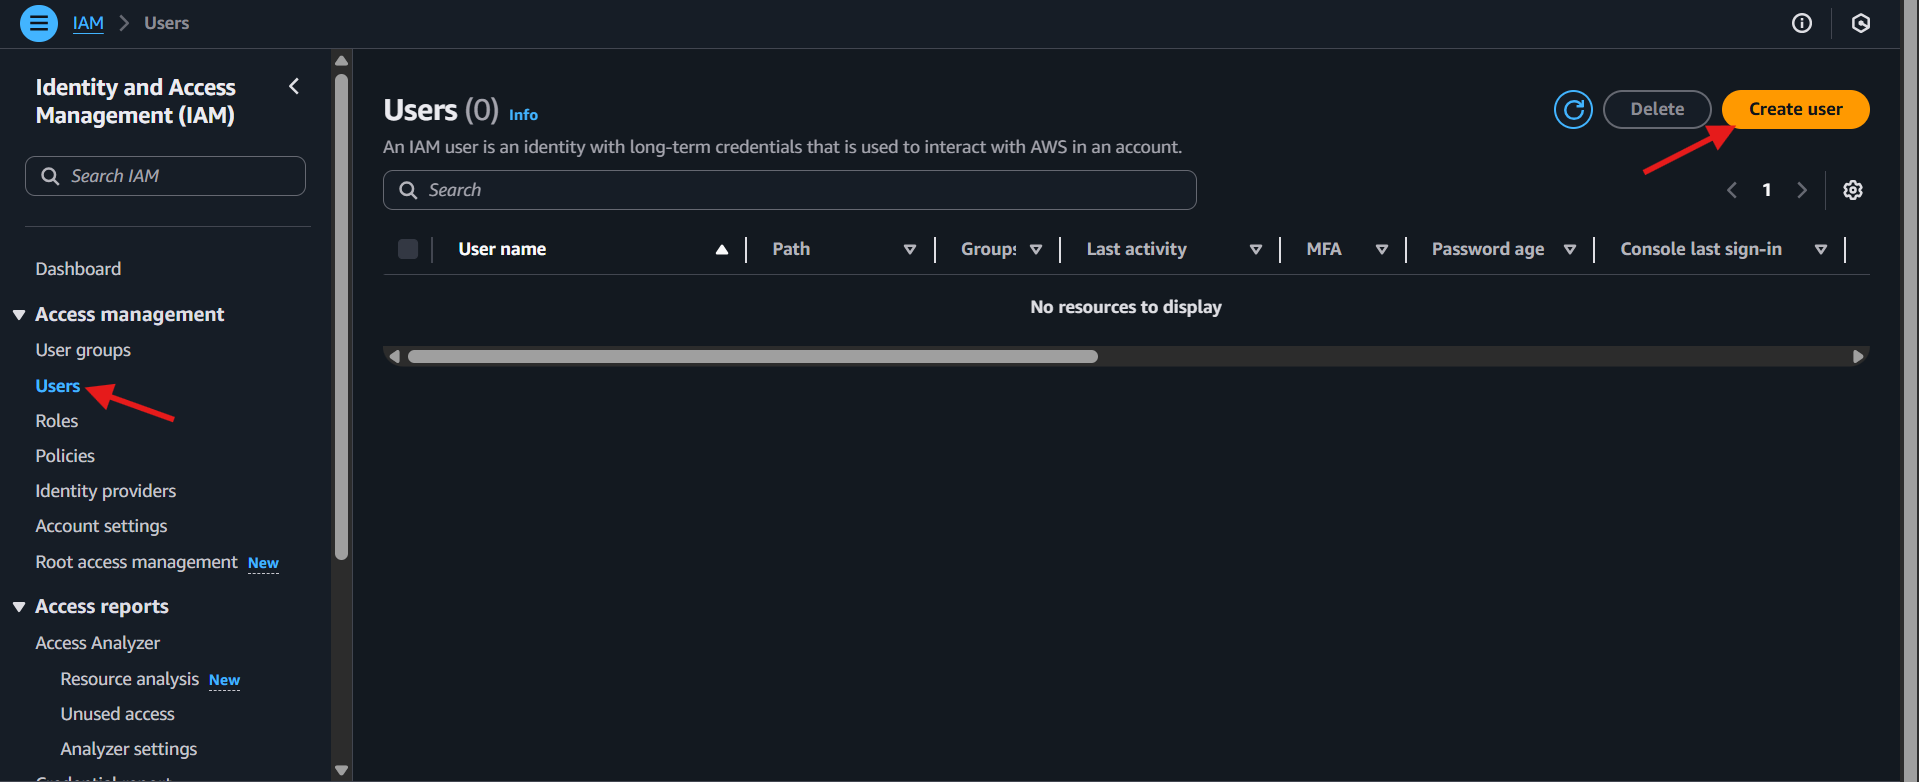 IAM > Users
Identity and Access
Management (IAM)
Search IAM
Dashboard
Access management
User groups
Users
Roles
Policies
Identity providers
Account settings
Root access management New
Access reports
Access Analyzer
Resource analysis New
Unused access
Analyzer settings
Credential report
Users (0) Info
Delete
Create user
An IAM user is an identity with long-term credentials that is used to interact with AWS in an account.
Search
1
User name Path Groups Last activity MFA Password age Console last sign-in
No resources to display